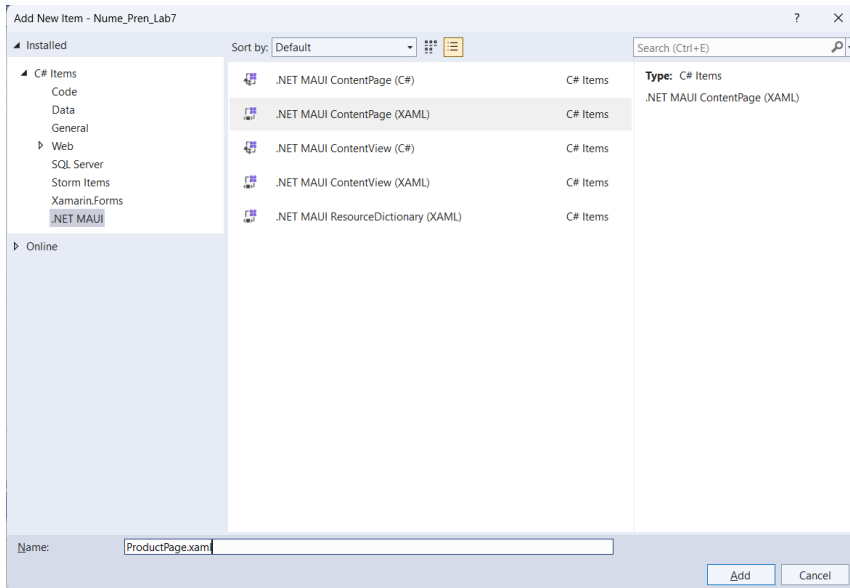 Add New Item - Nume_Pren_Lab7 ?
Installed
Sort by: Default
Search (Ctrl+E)
C# Items
Code
Data
General
Web
SQL Server
Storm Items
Xamarin.Forms
.NET MAUI
Online
.NET MAUI ContentPage (C#) C# Items
.NET MAUI ContentPage (XAML) C# Items
.NET MAUI ContentView (C#) C# Items
.NET MAUI ContentView (XAML) C# Items
.NET MAUI ResourceDictionary (XAML) C# Items
Type: C# Items
.NET MAUI ContentPage (XAML)
Name: ProductPage.xaml
Add Cancel